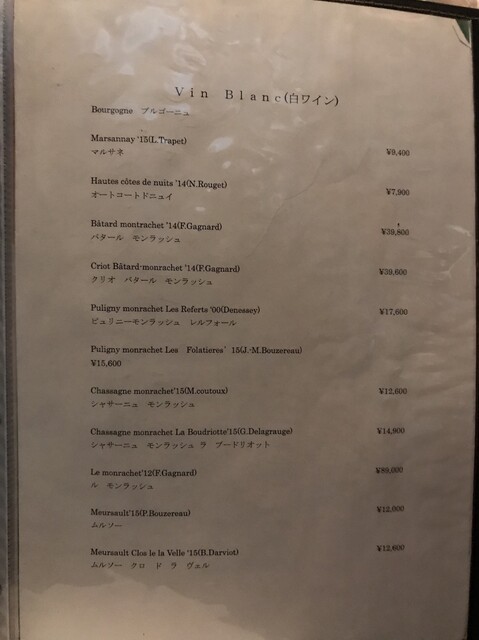 Vin Blanc(白ワイン)
Bourgogne ブルゴーニュ
Marsannay '15(L.Trapet) ¥9,400
マルサネ
Hautes côtes de nuits '14(N.Rouget) ¥7,900
オートコートドニュイ
Bâtard montrachet '14(F.Gagnard) ¥39,800
バタール モンラッシュ
Criot Bâtard-monrachet '14(F.Gagnard) ¥39,600
クリオ バタール モンラッシュ
Puligny monrachet Les Referts '00(Denessey) ¥17,600
ピュリニーモンラッシュ レルフォール
Puligny monrachet Les Folatieres' 15(J.-M.Bouzereau)
¥15,600
Chassagne monrachet'15(M.coutoux) ¥12,600
シャサーニュ モンラッシュ
Chassagne monrachet La Boudriotte'15(G.Delagrauge) ¥14,800
シャサーニュ モンラッシュ ラ ブードリオット
Le monrachet'12(F.Gagnard) ¥89,000
ル モンラッシュ
Meursault'15(P.Bouzereau) ¥12,000
ムルソー
Meursault Clos le la Velle '15(B.Darviot) ¥12,600
ムルソー クロ ド ラ ヴェル